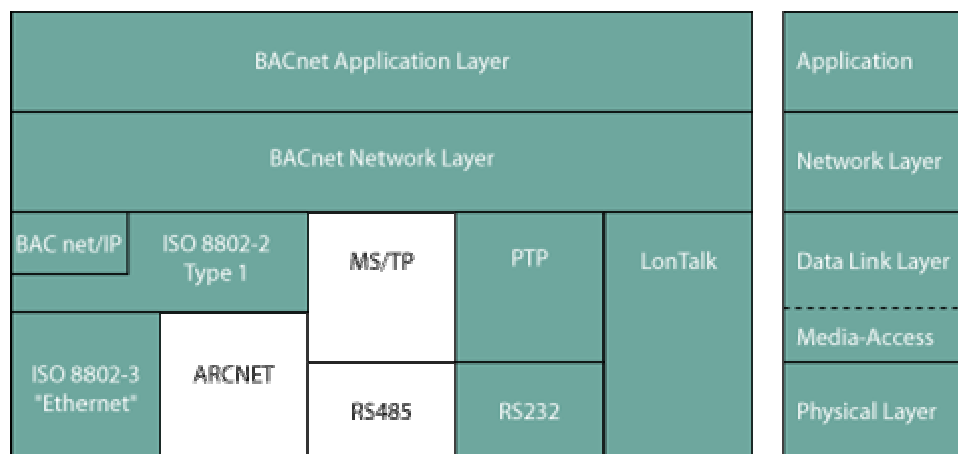 BACnet Application Layer
Application
BACnet Network Layer
Network Layer
BAC net/IP
ISO 8802-2
Type 1
MS/TP
PTP
LonTalk
Data Link Layer
Media-Access
ISO 8802-3
"Ethernet"
ARCNET
RS485
RS232
Physical Layer